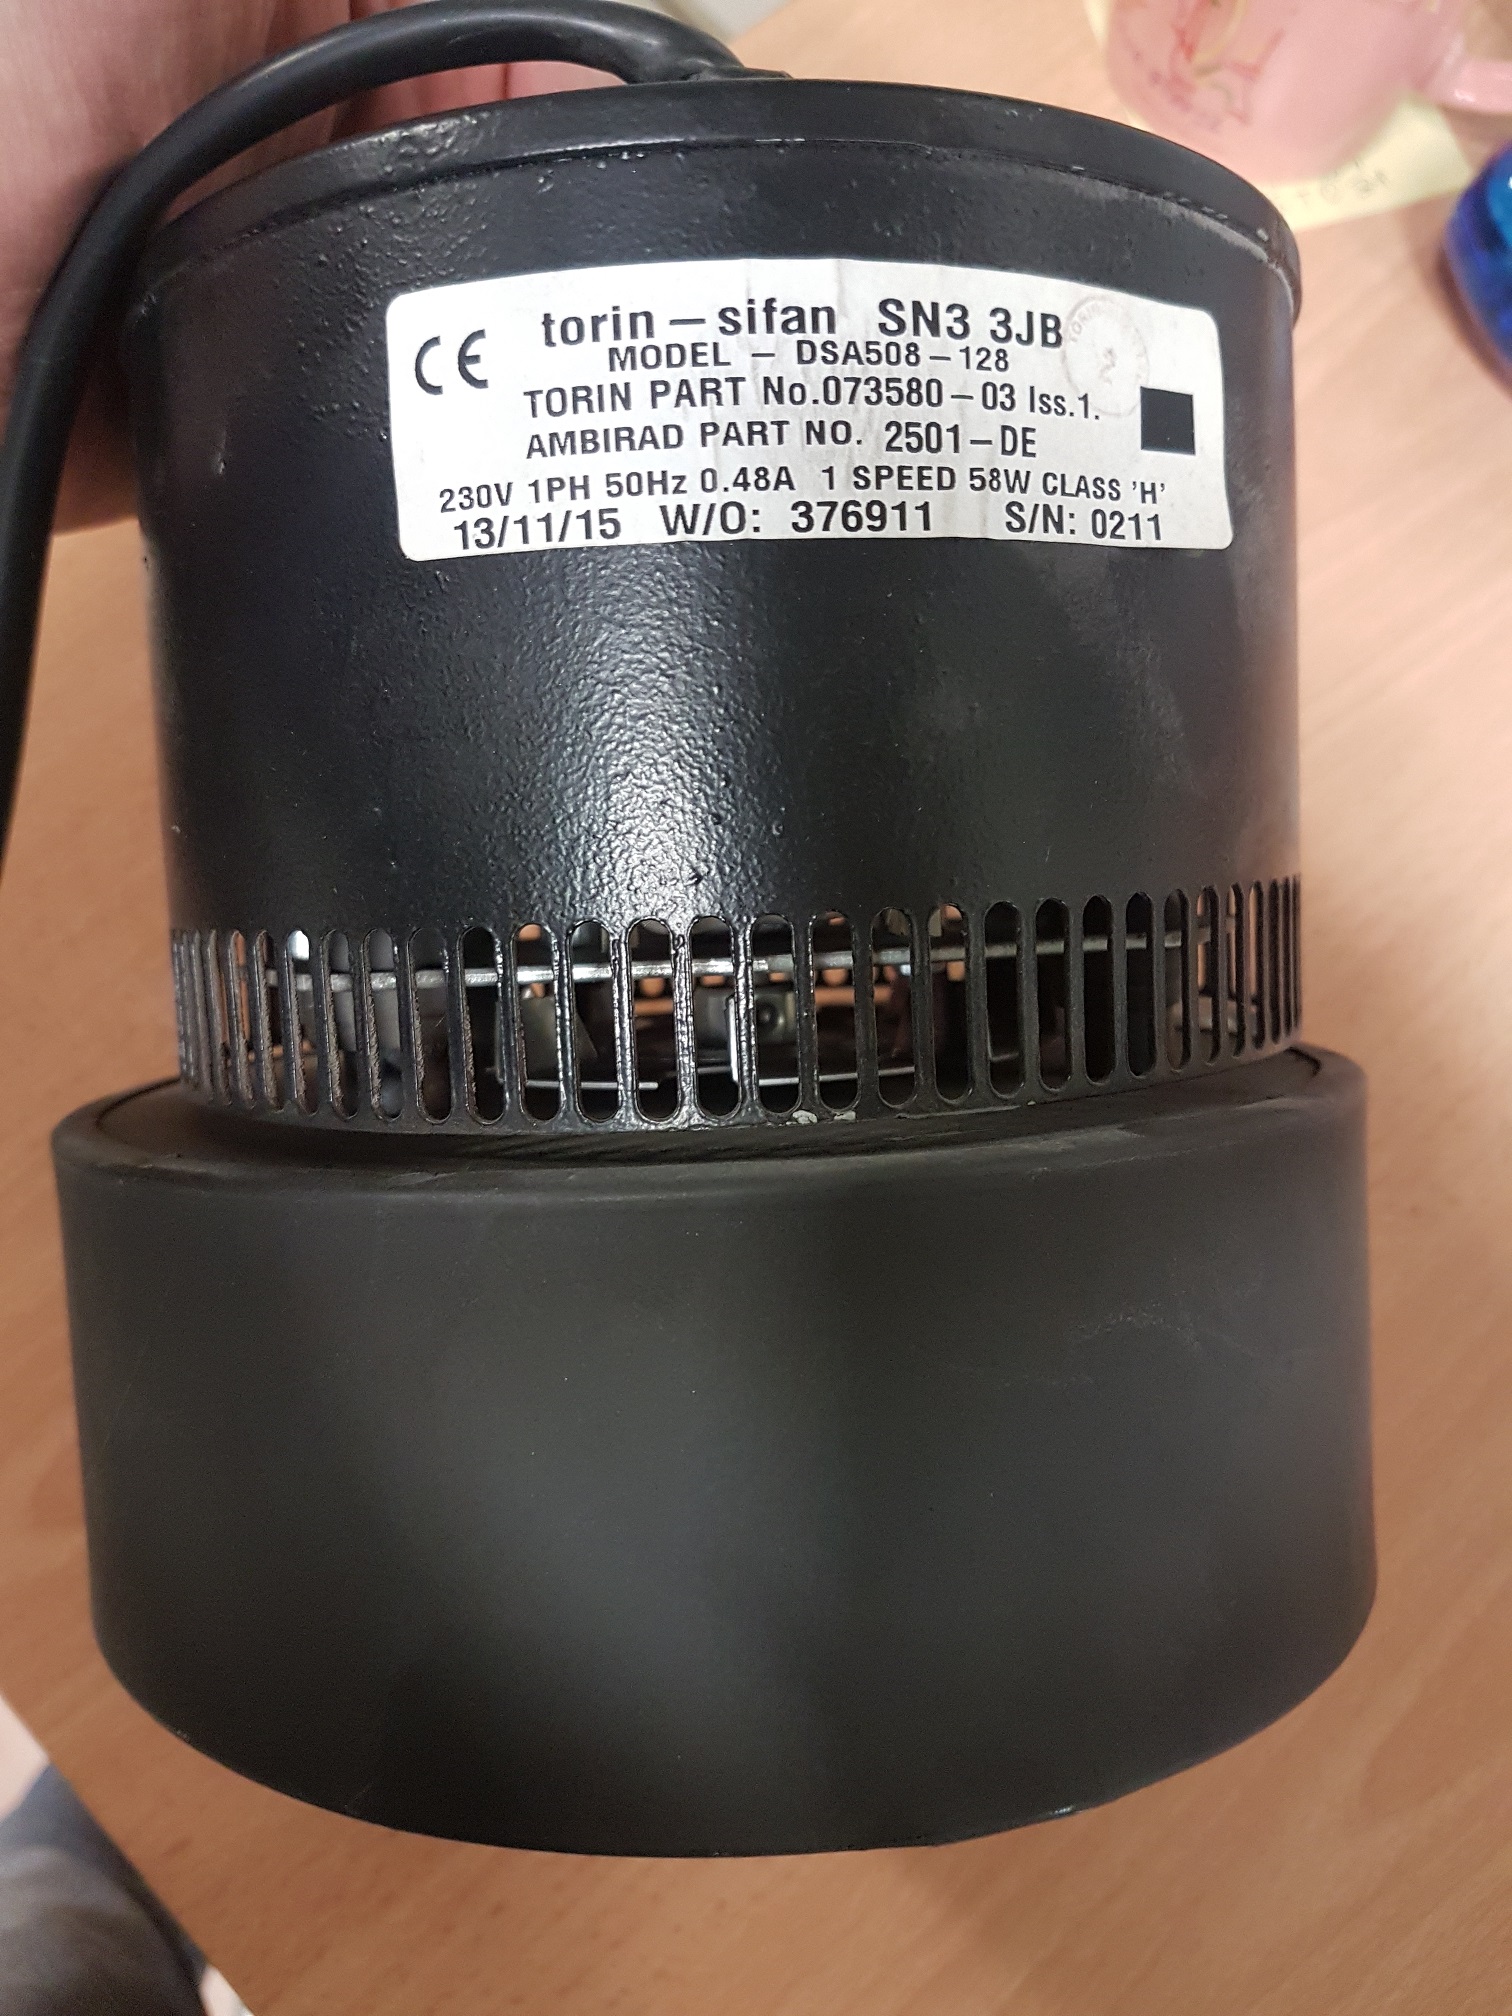 CE torin – sifan SN3 3JB
MODEL – DSA508 – 128
TORIN PART No.073580 – 03 Iss.1.
AMBIRAD PART NO. 2501 – DE
230V 1PH 50Hz 0.48A 1 SPEED 58W CLASS 'H'
13/11/15 W/O: 376911 S/N: 0211